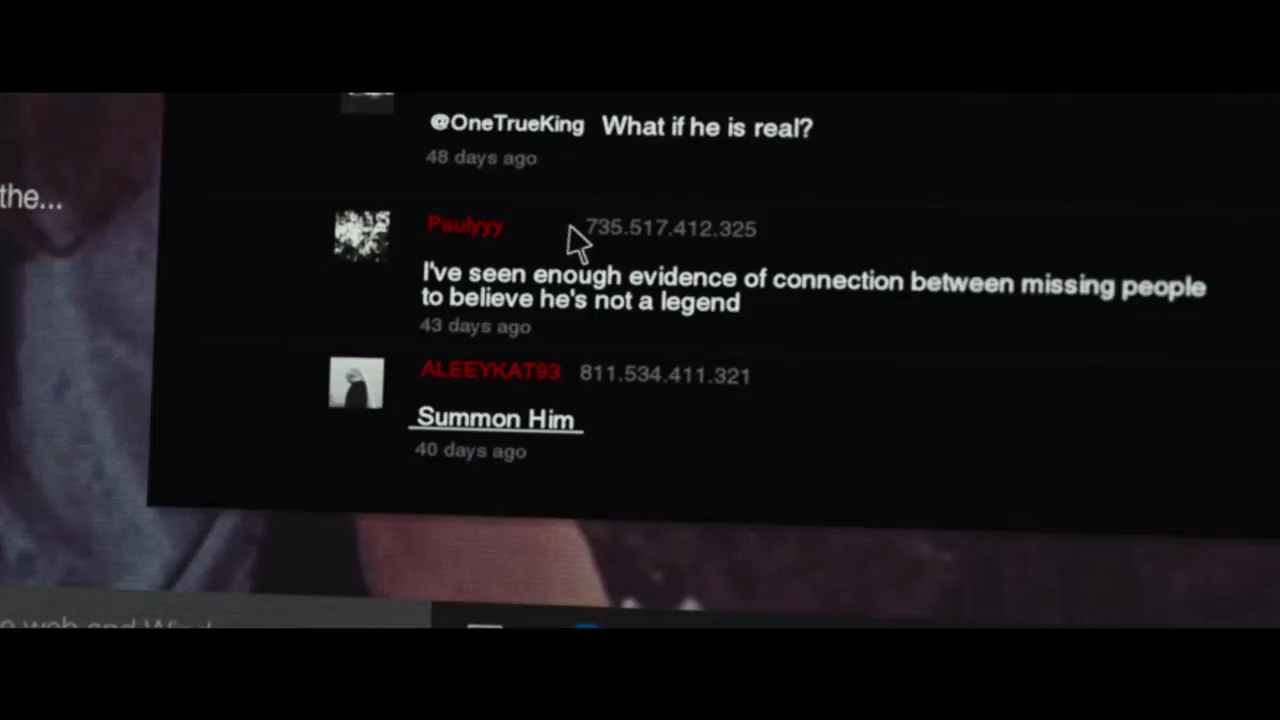 @OneTrueKing What if he is real?
48 days ago
the...
Paulyyy 735.517.412.325
I've seen enough evidence of connection between missing people
to believe he's not a legend
43 days ago
ALEEYKAT93 811.534.411.321
Summon Him
40 days ago
web and